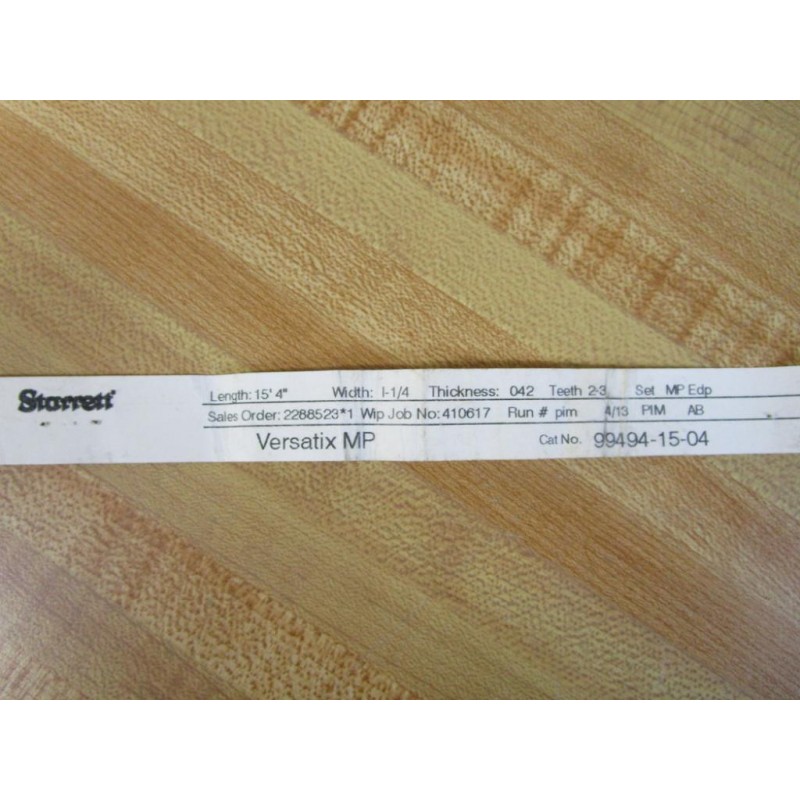 Starrett
Length: 15' 4" Width: 1-1/4 Thickness: 042 Teeth 2-3 Set MP Edp
Sales Order: 2288523*1 Wip Job No: 410617 Run # pim 4/13 PIM AB
Versatix MP Cat No. 99494-15-04